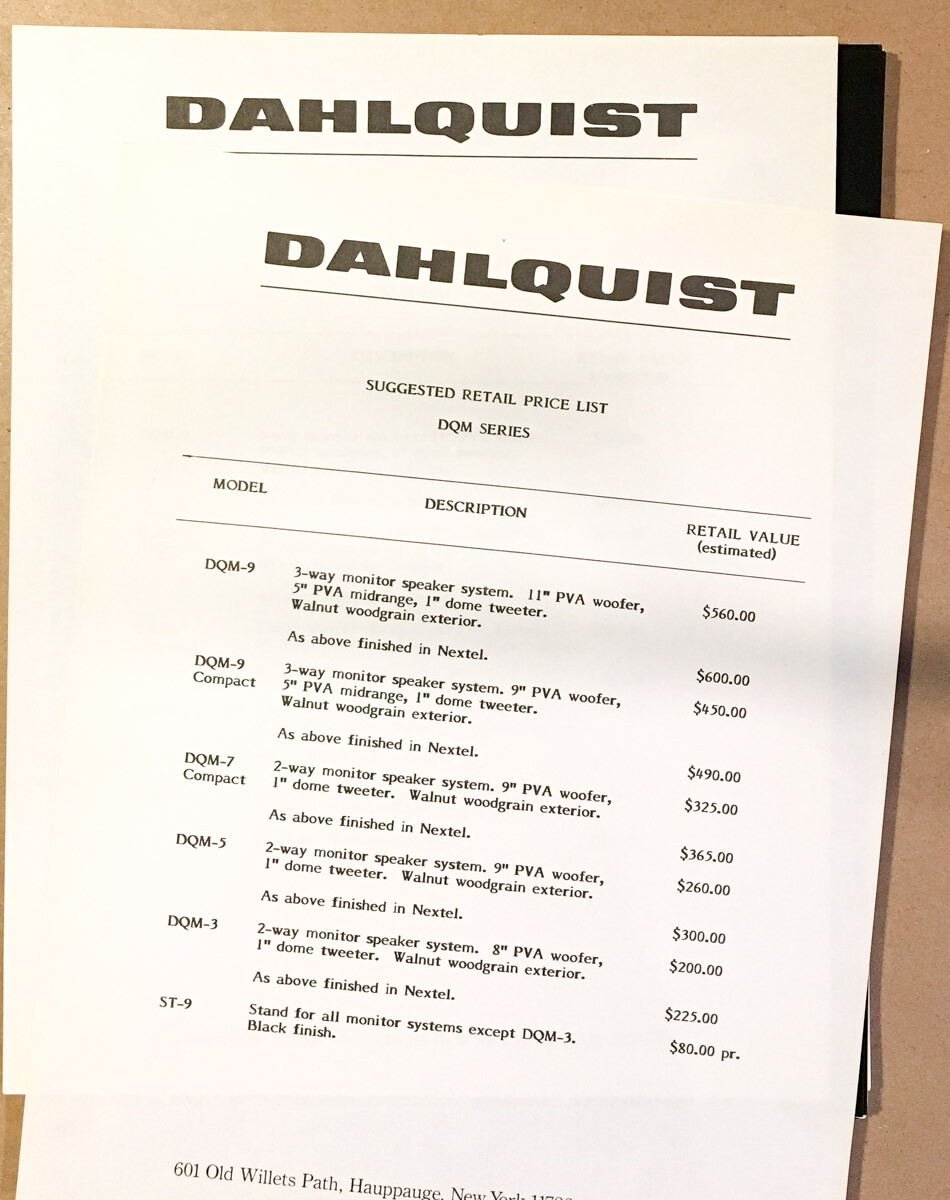 DAHLQUIST
DAHLQUIST
SUGGESTED RETAIL PRICE LIST
DQM SERIES
MODEL DESCRIPTION RETAIL VALUE
(estimated)
DQM-9 3-way monitor speaker system. 11" PVA woofer,
5" PVA midrange, 1" dome tweeter. $560.00
Walnut woodgrain exterior.
As above finished in Nextel. $600.00
DQM-9 3-way monitor speaker system. 9" PVA woofer,
Compact 5" PVA midrange, 1" dome tweeter. $450.00
Walnut woodgrain exterior.
As above finished in Nextel. $490.00
DQM-7 2-way monitor speaker system. 9" PVA woofer,
Compact 1" dome tweeter. Walnut woodgrain exterior. $325.00
As above finished in Nextel. $365.00
DQM-5 2-way monitor speaker system. 9" PVA woofer,
1" dome tweeter. Walnut woodgrain exterior. $260.00
As above finished in Nextel. $300.00
DQM-3 2-way monitor speaker system. 8" PVA woofer,
1" dome tweeter. Walnut woodgrain exterior. $200.00
As above finished in Nextel. $225.00
ST-9 Stand for all monitor systems except DQM-3.
Black finish. $80.00 pr.
601 Old Willets Path, Hauppauge, New York